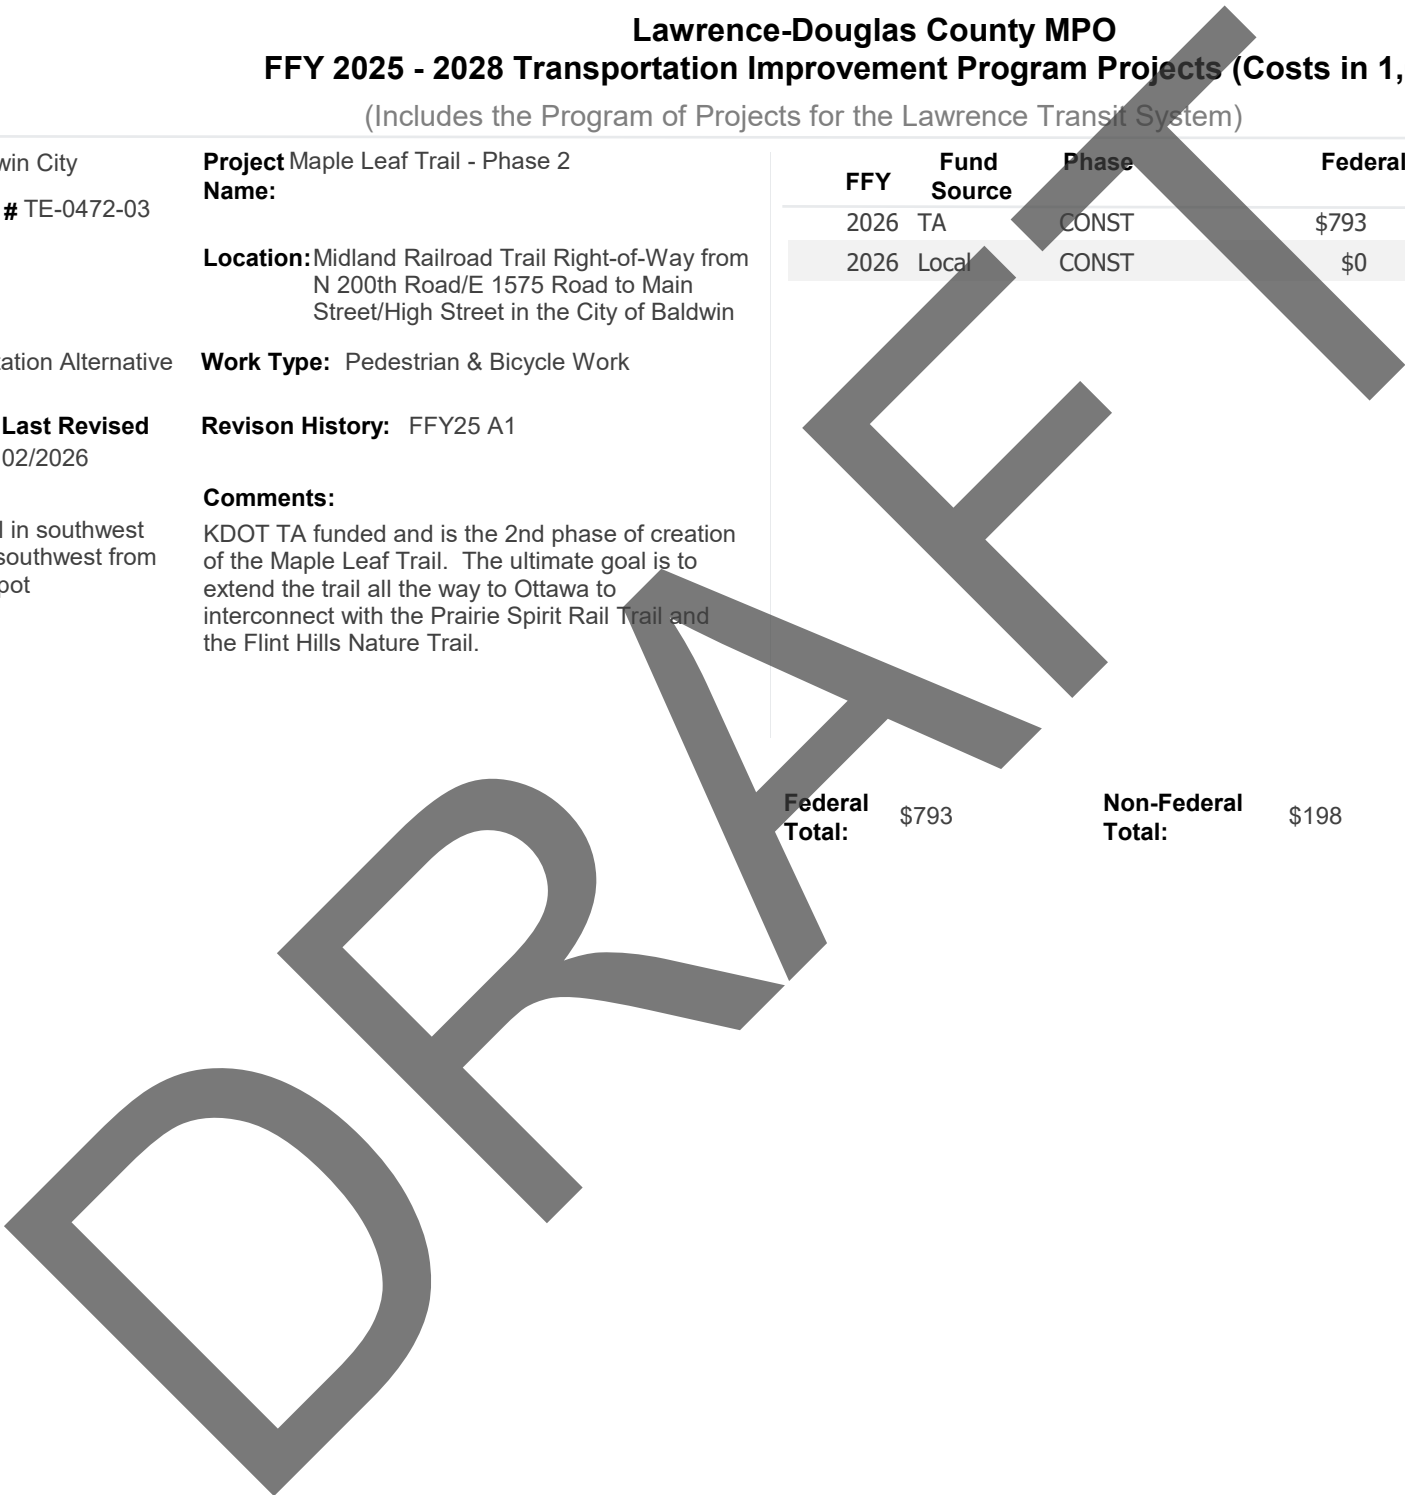 Lawrence-Douglas County MPO
FFY 2025 - 2028 Transportation Improvement Program Projects (Costs in 1,
(Includes the Program of Projects for the Lawrence Transit System)
win City
# TE-0472-03
ation Alternative
Last Revised
02/2026
l in southwest
southwest from
pot
Project Maple Leaf Trail - Phase 2
Name:
Location: Midland Railroad Trail Right-of-Way from
N 200th Road/E 1575 Road to Main
Street/High Street in the City of Baldwin
Work Type: Pedestrian & Bicycle Work
Revison History: FFY25 A1
Comments:
KDOT TA funded and is the 2nd phase of creation
of the Maple Leaf Trail. The ultimate goal is to
extend the trail all the way to Ottawa to
interconnect with the Prairie Spirit Rail Trail and
the Flint Hills Nature Trail.
FFY Fund Source Phase Federal
2026 TA CONST $793
2026 Local CONST $0
Federal Total: $793 Non-Federal Total: $198
DRAFT